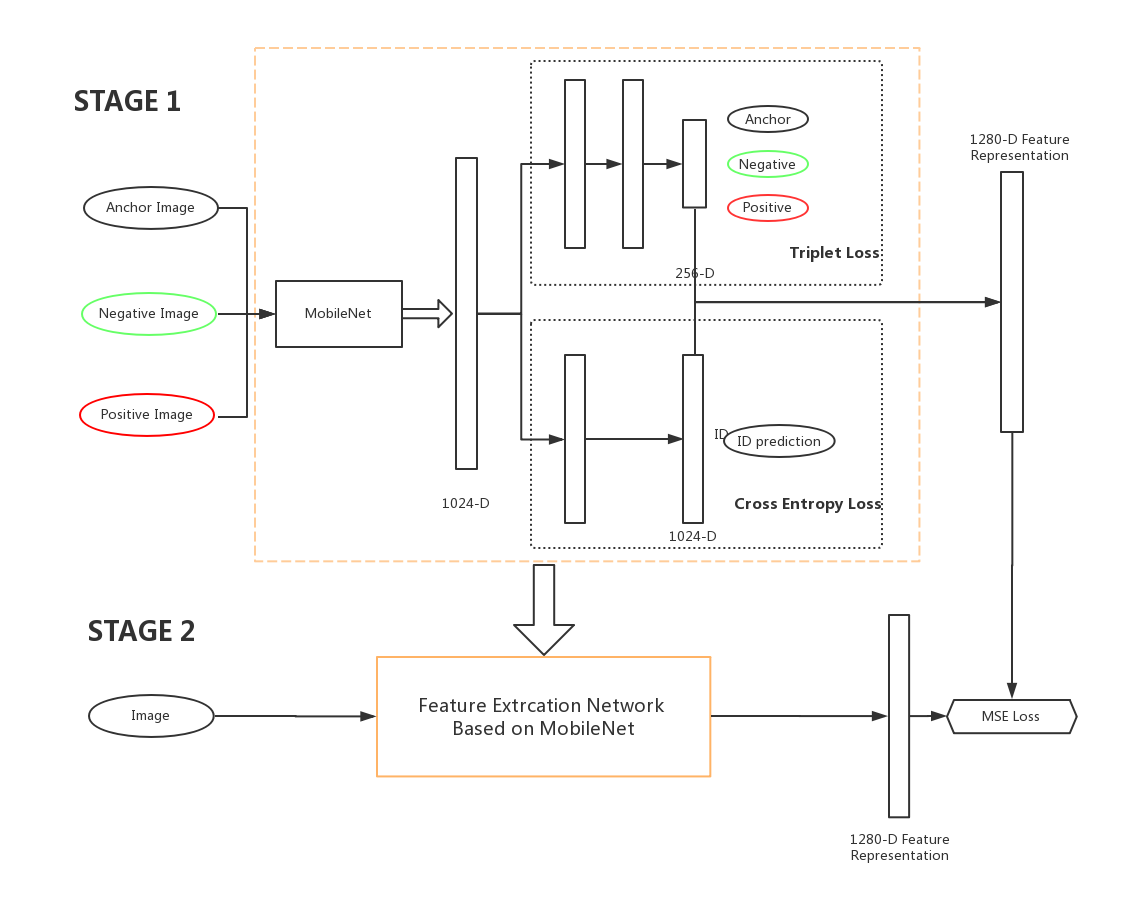 STAGE 1
Anchor Image
Negative Image
Positive Image
MobileNet
1024-D
Anchor
Negative
Positive
Triplet Loss
256-D
ID
ID prediction
Cross Entropy Loss
1024-D
1280-D Feature
Representation
STAGE 2
Image
Feature Extrcation Network
Based on MobileNet
MSE Loss
1280-D Feature
Representation